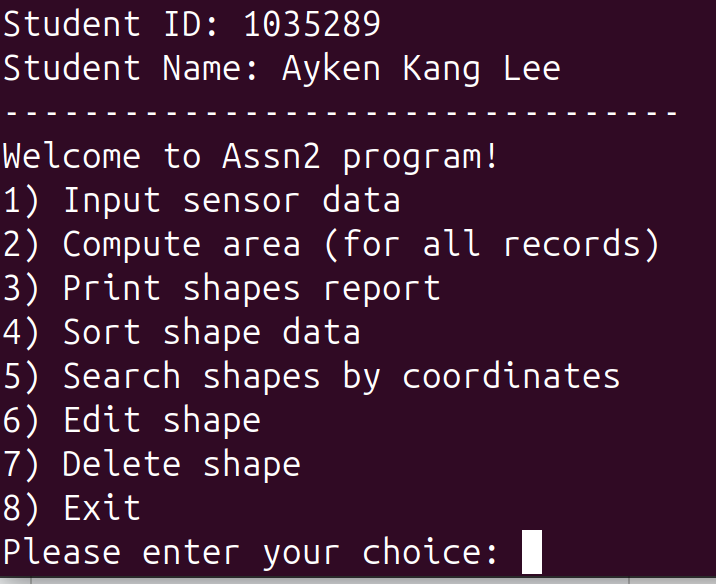 Student ID: 1035289
Student Name: Ayken Kang Lee
----------------------------------
Welcome to Assn2 program!
1) Input sensor data
2) Compute area (for all records)
3) Print shapes report
4) Sort shape data
5) Search shapes by coordinates
6) Edit shape
7) Delete shape
8) Exit
Please enter your choice: